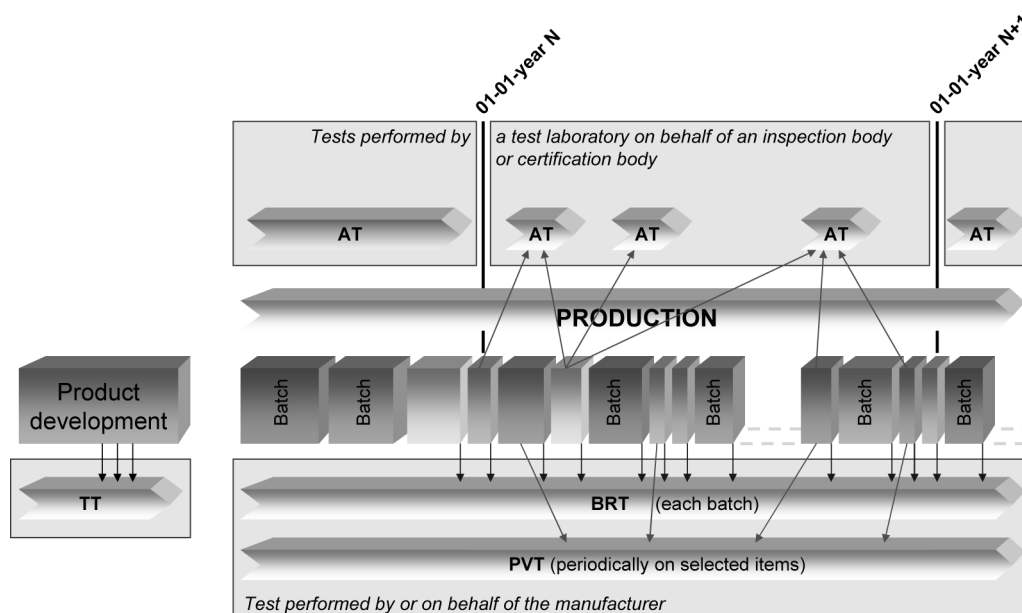 01-01-year N
01-01-year N+1
Tests performed by
a test laboratory on behalf of an inspection body
or certification body
AT
AT
AT
AT
AT
PRODUCTION
Product
development
Batch
Batch
Batch
Batch
Batch
Batch
TT
BRT (each batch)
PVT (periodically on selected items)
Test performed by or on behalf of the manufacturer